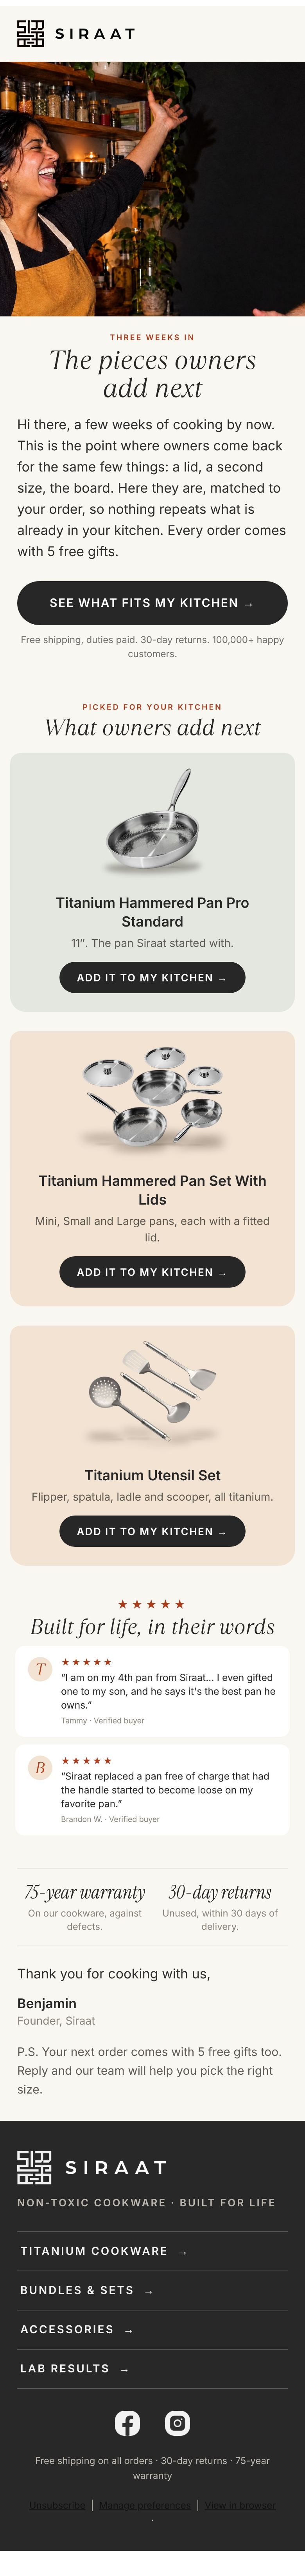 SIRAAT
THREE WEEKS IN
The pieces owners
add next
Hi there, a few weeks of cooking by now.
This is the point where owners come back
for the same few things: a lid, a second
size, the board. Here they are, matched to
your order, so nothing repeats what is
already in your kitchen. Every order comes
with 5 free gifts.
SEE WHAT FITS MY KITCHEN →
Free shipping, duties paid. 30-day returns. 100,000+ happy
customers.
PICKED FOR YOUR KITCHEN
What owners add next
Titanium Hammered Pan Pro
Standard
11″. The pan Siraat started with.
ADD IT TO MY KITCHEN →
Titanium Hammered Pan Set With
Lids
Mini, Small and Large pans, each with a fitted
lid.
ADD IT TO MY KITCHEN →
Titanium Utensil Set
Flipper, spatula, ladle and scooper, all titanium.
ADD IT TO MY KITCHEN →
★★★★★
Built for life, in their words
T
★★★★★
“I am on my 4th pan from Siraat... I even gifted
one to my son, and he says it's the best pan he
owns.”
Tammy · Verified buyer
B
★★★★★
“Siraat replaced a pan free of charge that had
the handle started to become loose on my
favorite pan.”
Brandon W. · Verified buyer
75-year warranty
On our cookware, against
defects.
30-day returns
Unused, within 30 days of
delivery.
Thank you for cooking with us,
Benjamin
Founder, Siraat
P.S. Your next order comes with 5 free gifts too.
Reply and our team will help you pick the right
size.
SIRAAT
NON-TOXIC COOKWARE · BUILT FOR LIFE
TITANIUM COOKWARE →
BUNDLES & SETS →
ACCESSORIES →
LAB RESULTS →
Free shipping on all orders · 30-day returns · 75-year
warranty
Unsubscribe | Manage preferences | View in browser
.